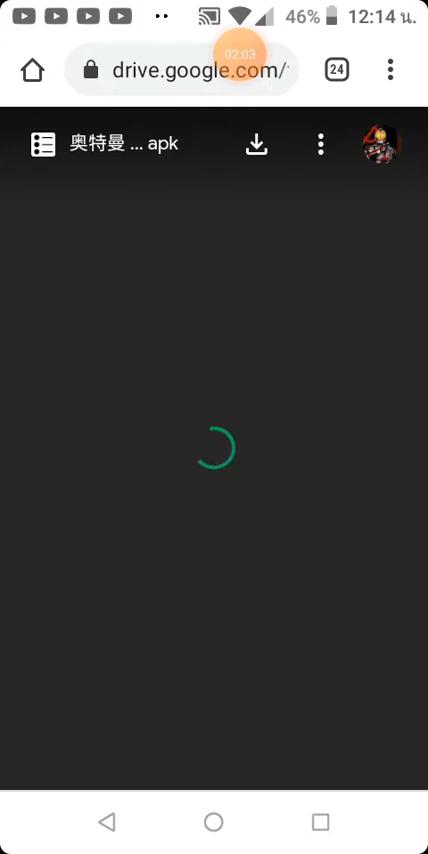 46% 12:14 น.
02:03
drive.google.com/
24
奥特曼 ... apk